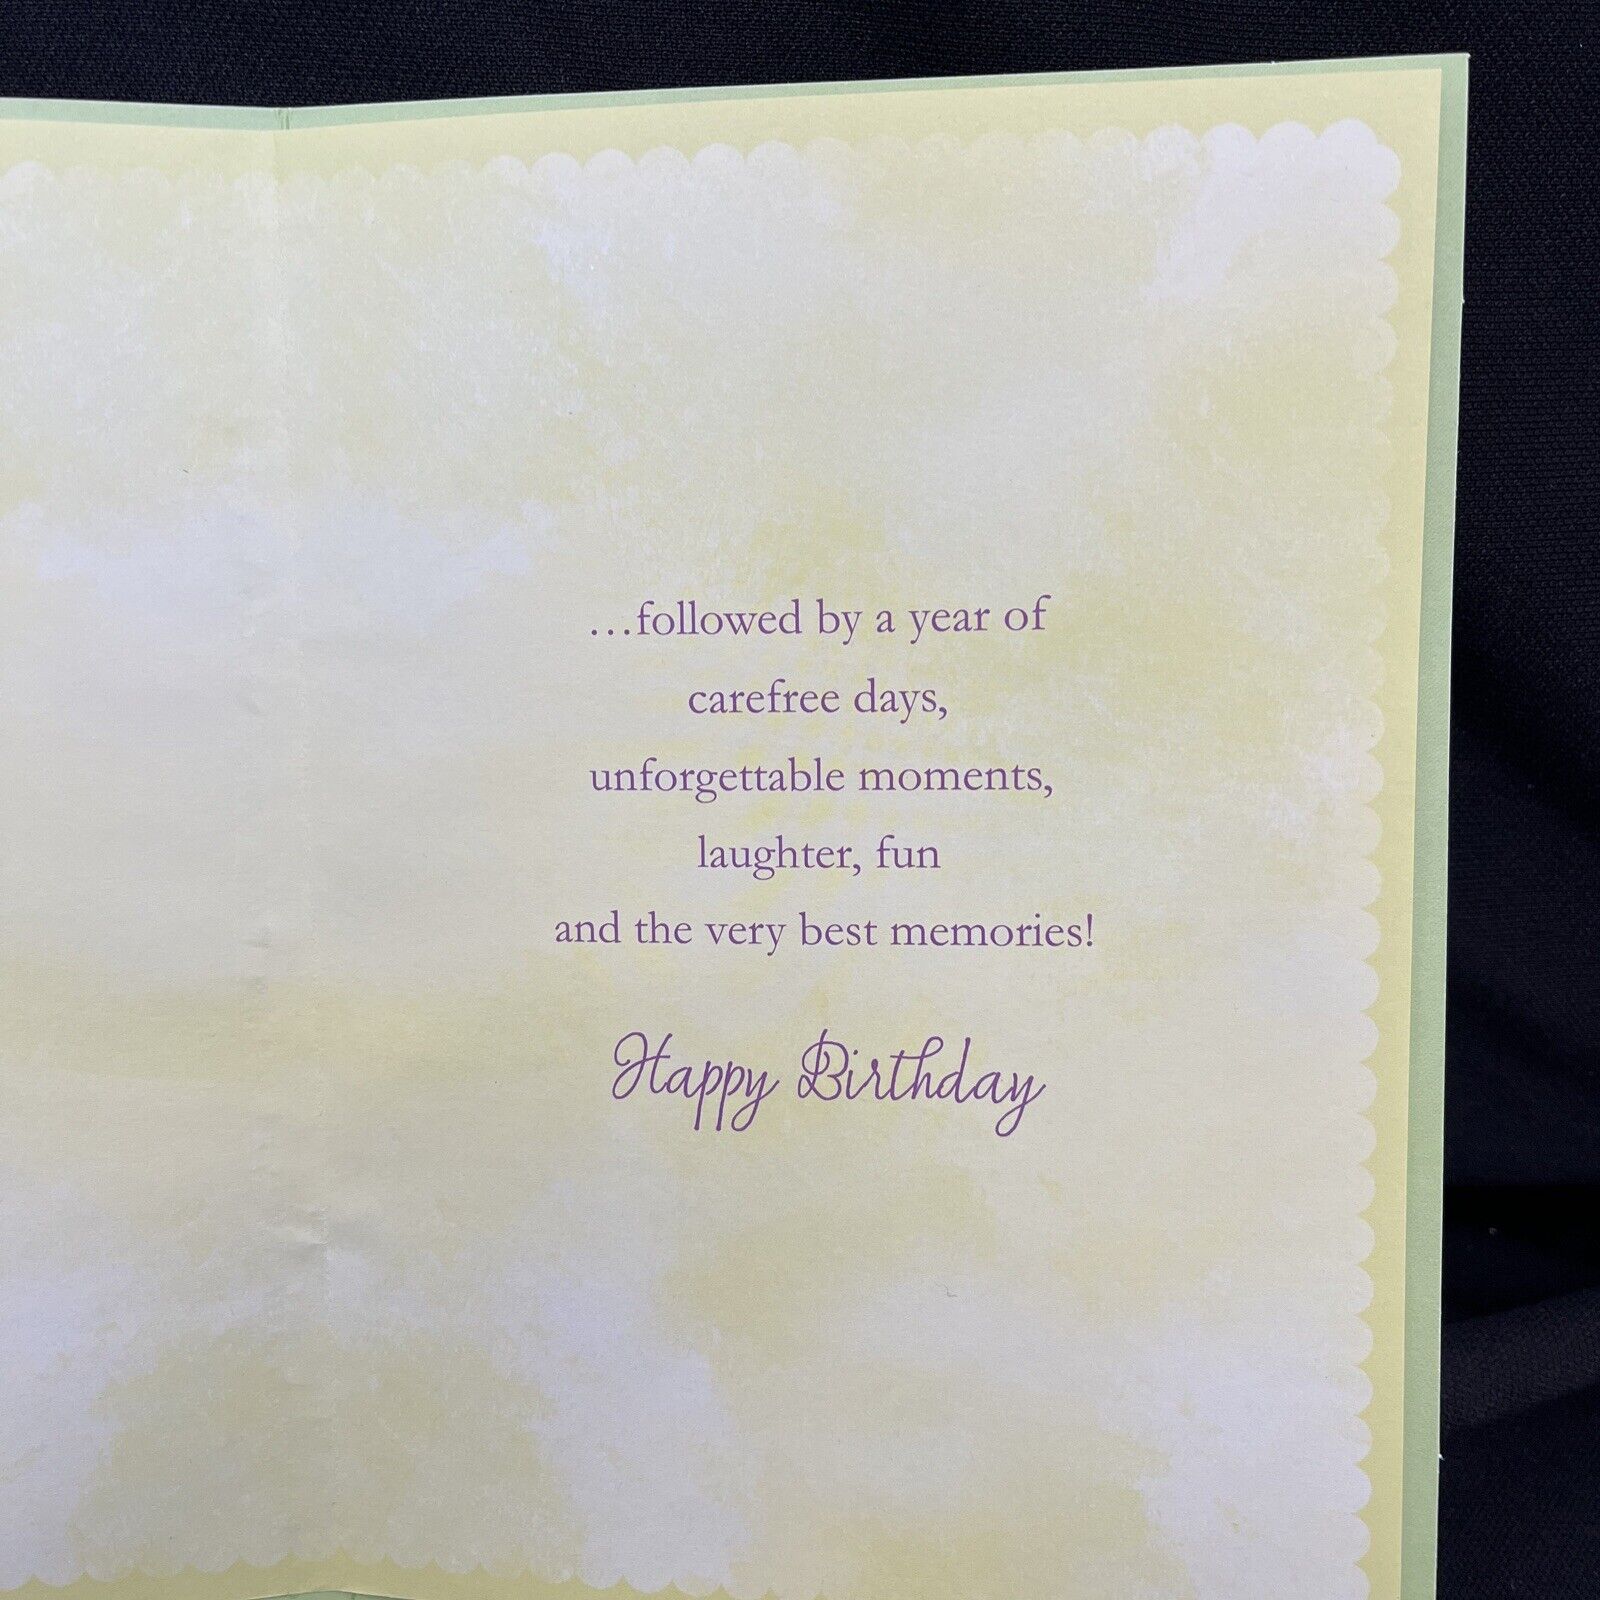 …followed by a year of
carefree days,
unforgettable moments,
laughter, fun
and the very best memories!
Happy Birthday